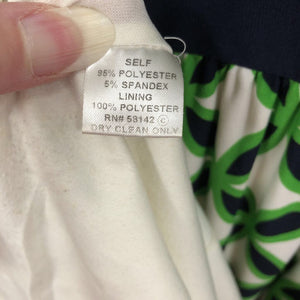 SELF
95% POLYESTER
5% SPANDEX
LINING
100% POLYESTER
RN# 58142 ©
DRY CLEAN ONLY